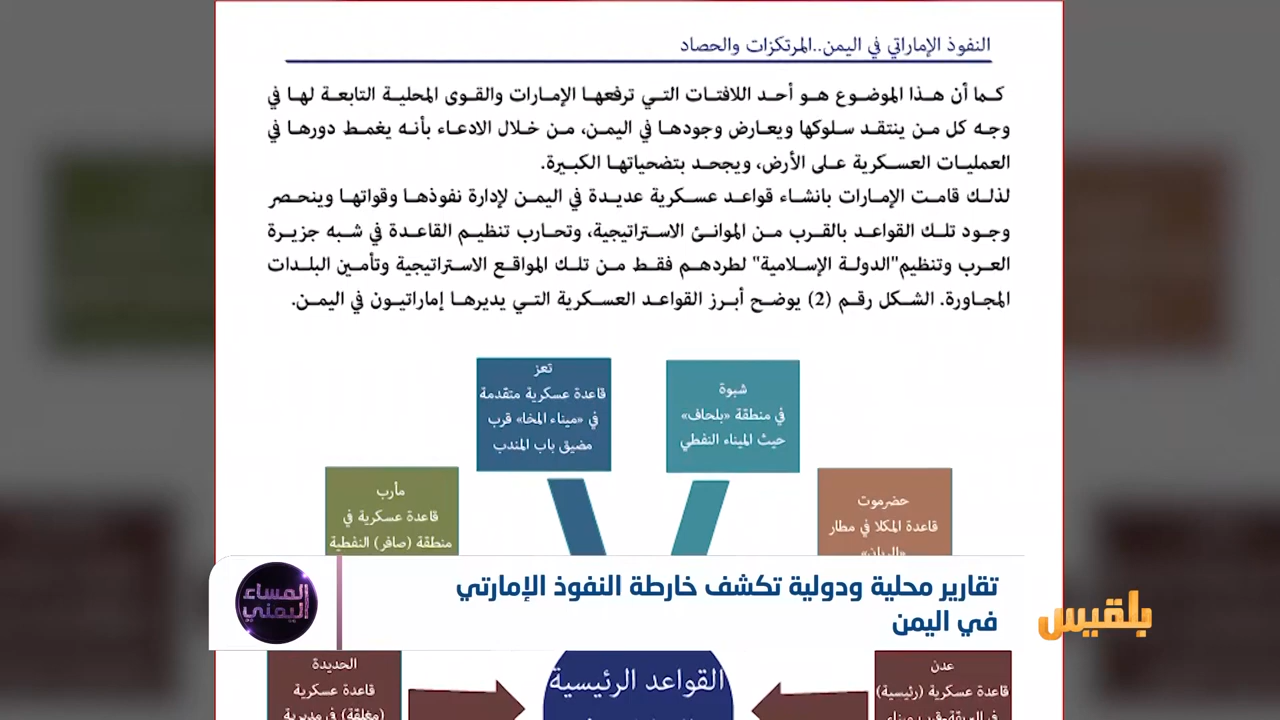 النفوذ الإماراتي في اليمن..المرتكزات والحصاد
كما أن هذا الموضوع هو أحد اللافتات التي ترفعها الإمارات والقوى المحلية التابعة لها في
وجه كل من ينتقد سلوكها ويعارض وجودها في اليمن، من خلال الادعاء بأنه يغمط دورها في
العمليات العسكرية على الأرض، ويجحد بتضحياتها الكبيرة.
لذلك قامت الإمارات بانشاء قواعد عسكرية عديدة في اليمن لإدارة نفوذها وقواتها وينحصر
وجود تلك القواعد بالقرب من الموانئ الاستراتيجية، وتحارب تنظيم القاعدة في شبه جزيرة
العرب وتنظيم"الدولة الإسلامية" لطردهم فقط من تلك المواقع الاستراتيجية وتأمين البلدات
المجاورة. الشكل رقم (2) يوضح أبرز القواعد العسكرية التي يديرها إماراتيون في اليمن.
شبوة
في منطقة «بلحاف»
حيث الميناء النفطي
تعز
قاعدة عسكرية متقدمة
في «ميناء المخا» قرب
مضيق باب المندب
حضرموت
قاعدة المكلا في مطار
«الريان»
مأرب
قاعدة عسكرية في
منطقة (صافر) النفطية
تقارير محلية ودولية تكشف خارطة النفوذ الإمارتي
في اليمن
المساء
اليمني
بلقيس
عدن
قاعدة عسكرية (رئيسية)
القواعد الرئيسية
الحديدة
قاعدة عسكرية
(مغلقة) في مديرية